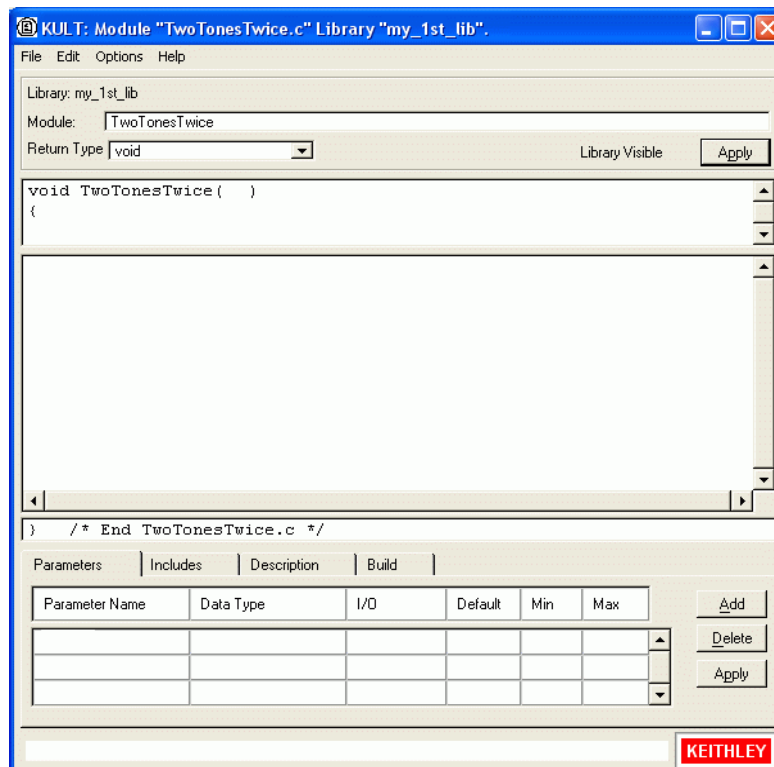 KULT: Module "TwoTonesTwice.c" Library "my_1st_lib".
File Edit Options Help
Library: my_1st_lib
Module: TwoTonesTwice
Return Type void Library Visible Apply
void TwoTonesTwice( )
{
} /* End TwoTonesTwice.c */
Parameters Includes Description Build
Parameter Name Data Type I/O Default Min Max Add
Delete
Apply
KEITHLEY